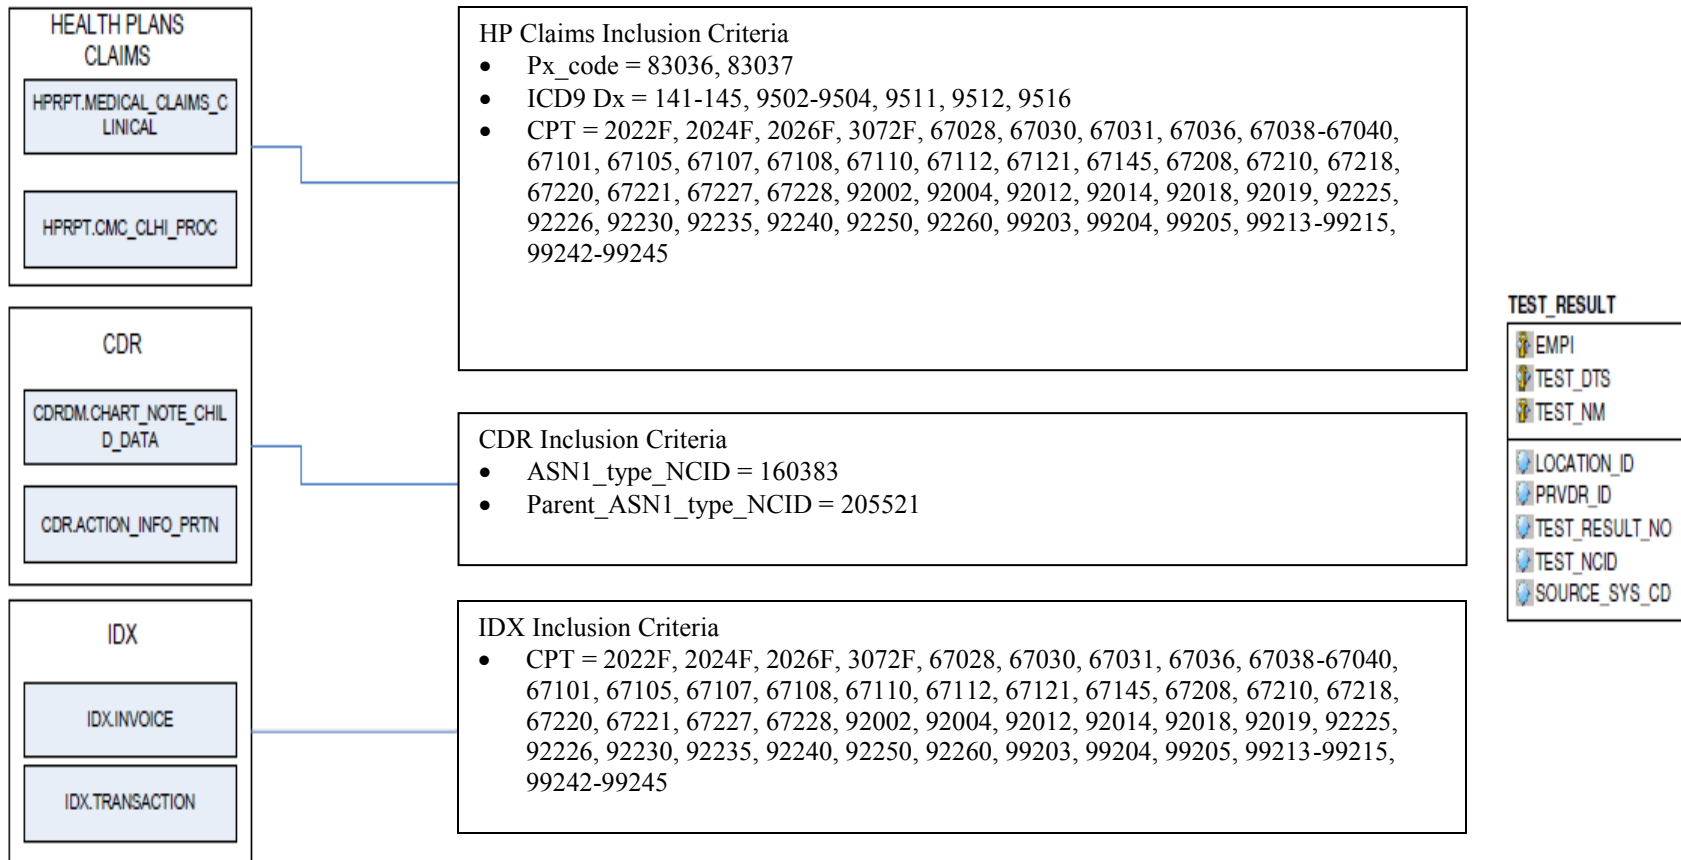 HEALTH PLANS
CLAIMS
HPRPT.MEDICAL_CLAIMS_C
LINICAL
HPRPT.CMC_CLHI_PROC
HP Claims Inclusion Criteria
• Px_code = 83036, 83037
• ICD9 Dx = 141-145, 9502-9504, 9511, 9512, 9516
• CPT = 2022F, 2024F, 2026F, 3072F, 67028, 67030, 67031, 67036, 67038-67040,
67101, 67105, 67107, 67108, 67110, 67112, 67121, 67145, 67208, 67210, 67218,
67220, 67221, 67227, 67228, 92002, 92004, 92012, 92014, 92018, 92019, 92225,
92226, 92230, 92235, 92240, 92250, 92260, 99203, 99204, 99205, 99213-99215,
99242-99245
CDR
CDRDM.CHART_NOTE_CHIL
D_DATA
CDR.ACTION_INFO_PRTN
CDR Inclusion Criteria
• ASN1_type_NCID = 160383
• Parent_ASN1_type_NCID = 205521
IDX
IDX.INVOICE
IDX.TRANSACTION
IDX Inclusion Criteria
• CPT = 2022F, 2024F, 2026F, 3072F, 67028, 67030, 67031, 67036, 67038-67040,
67101, 67105, 67107, 67108, 67110, 67112, 67121, 67145, 67208, 67210, 67218,
67220, 67221, 67227, 67228, 92002, 92004, 92012, 92014, 92018, 92019, 92225,
92226, 92230, 92235, 92240, 92250, 92260, 99203, 99204, 99205, 99213-99215,
99242-99245
TEST_RESULT
EMPI
TEST_DTS
TEST_NM
LOCATION_ID
PRVDR_ID
TEST_RESULT_NO
TEST_NCID
SOURCE_SYS_CD